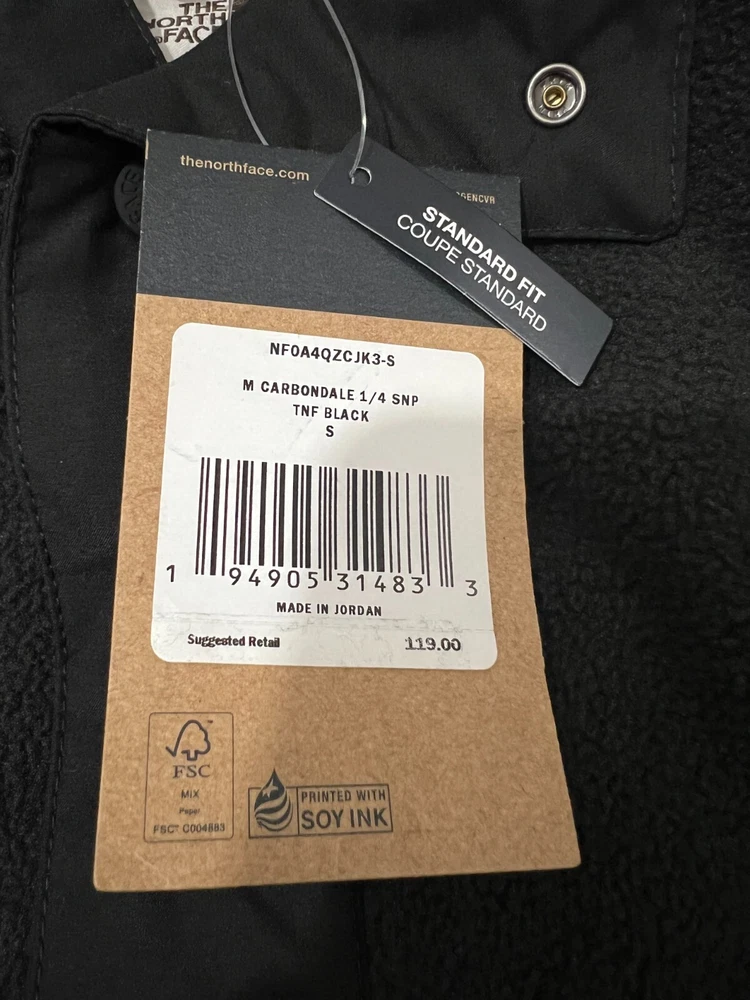 THE
NORTH
FACE
thenorthface.com
STANDARD FIT
COUPE STANDARD
NF0A4QZCJK3-S
M CARBONDALE 1/4 SNP
TNF BLACK
S
1 94905 31483 3
MADE IN JORDAN
Suggested Retail 119.00
FSC
MIX
Paper
FSC™ C004883
PRINTED WITH
SOY INK